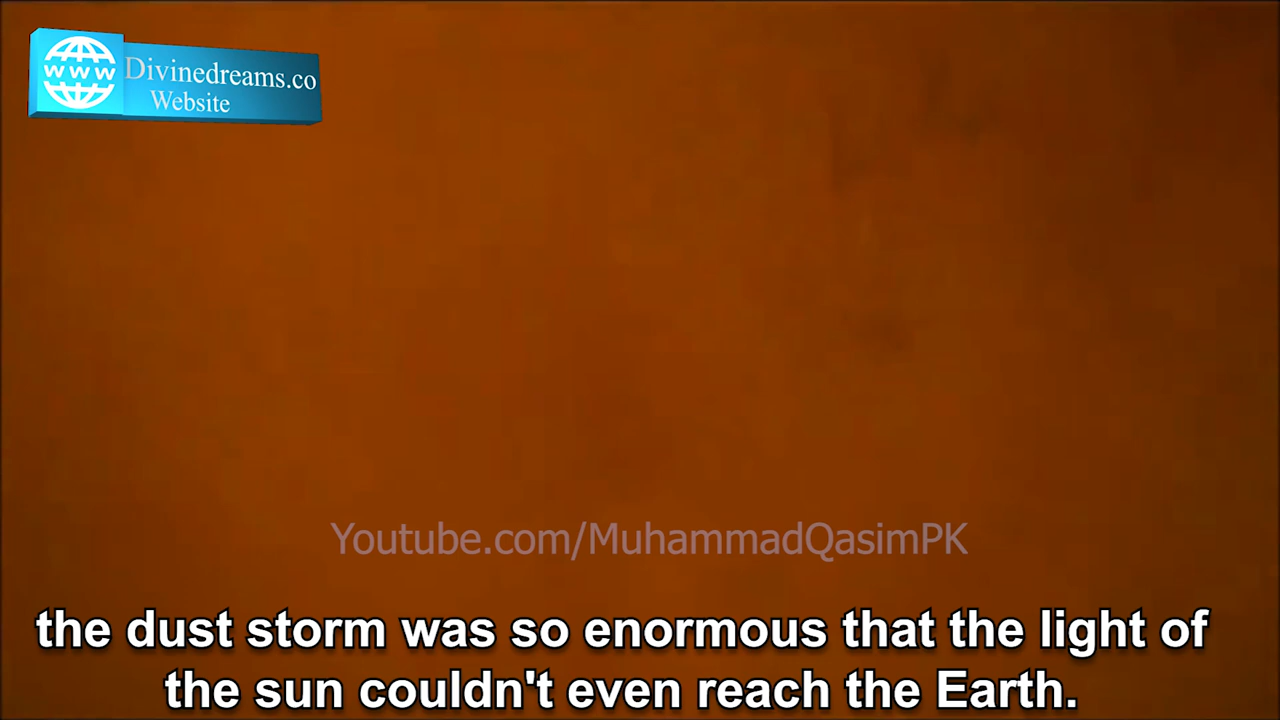 www
Divinedreams.co
Website
Youtube.com/MuhammadQasimPK
the dust storm was so enormous that the light of
the sun couldn't even reach the Earth.